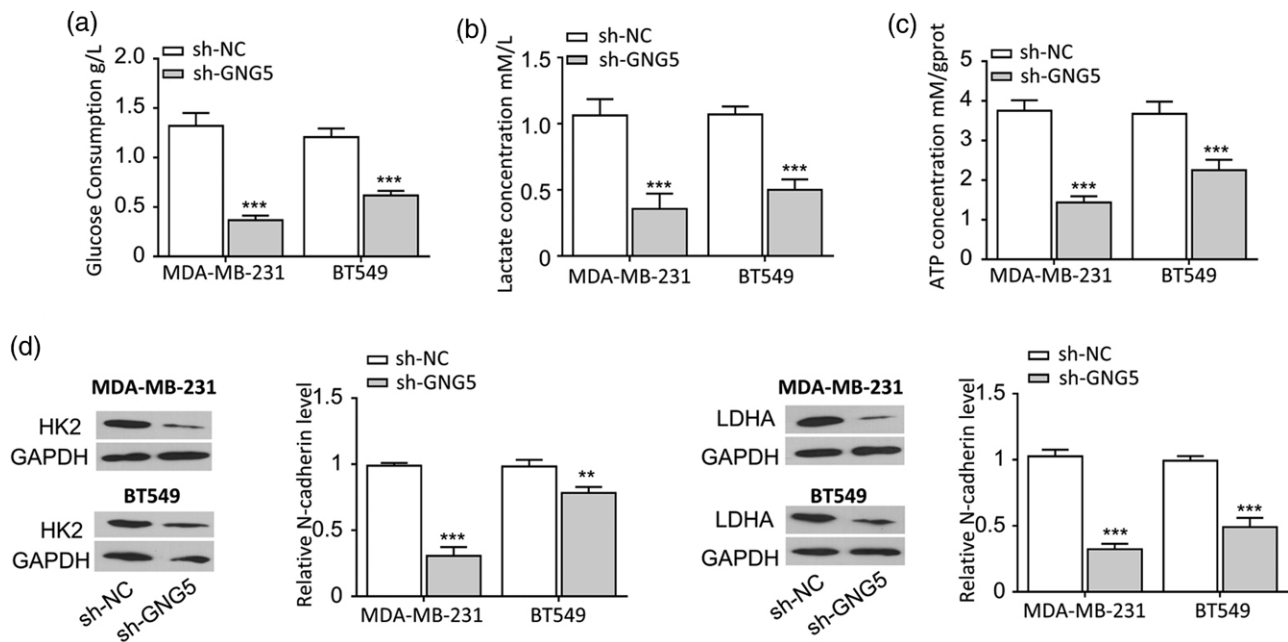 (a)
sh-NC
sh-GNG5
Glucose Consumption g/L
2.0
1.5
1.0
0.5
0
***
***
MDA-MB-231
BT549
(b)
sh-NC
sh-GNG5
Lactate concentration mM/L
1.5
1.0
0.5
0
***
***
MDA-MB-231
BT549
(c)
sh-NC
sh-GNG5
ATP concentration mM/gprot
5
4
3
2
1
0
***
***
MDA-MB-231
BT549
(d)
MDA-MB-231
HK2
GAPDH
BT549
HK2
GAPDH
sh-NC
sh-GNG5
sh-NC
sh-GNG5
Relative N-cadherin level
1.5
1
0.5
0
***
**
MDA-MB-231
BT549
MDA-MB-231
LDHA
GAPDH
BT549
LDHA
GAPDH
sh-NC
sh-GNG5
sh-NC
sh-GNG5
Relative N-cadherin level
1.5
1
0.5
0
***
***
MDA-MB-231
BT549